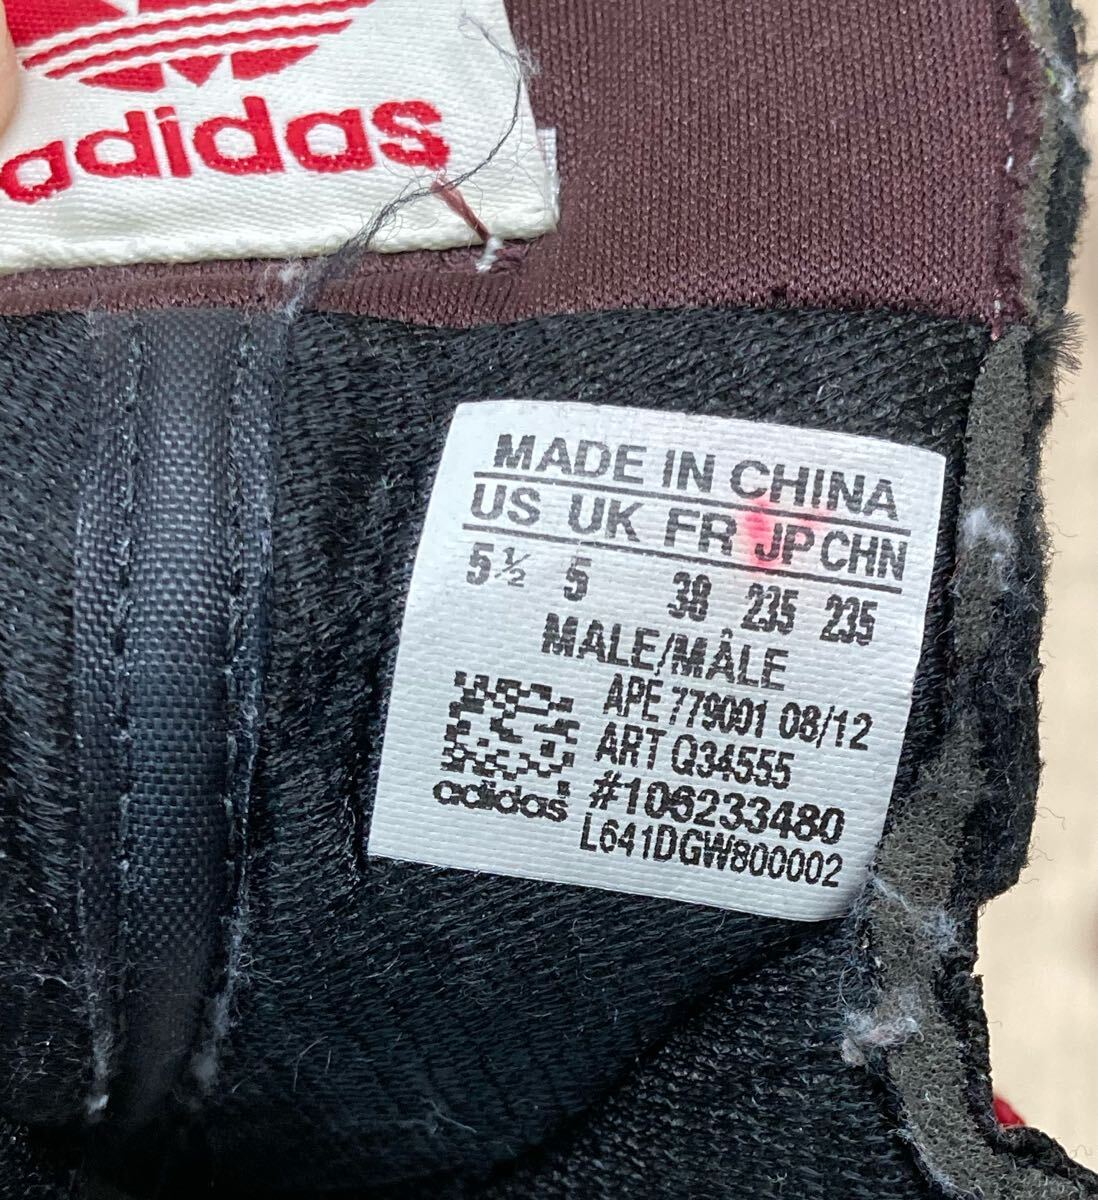 adidas
MADE IN CHINA
US UK FR JP CHN
5½ 5 38 235 235
MALE/MÂLE
APE 779001 08/12
ART Q34555
#106233480
L641DGW800002
adidas